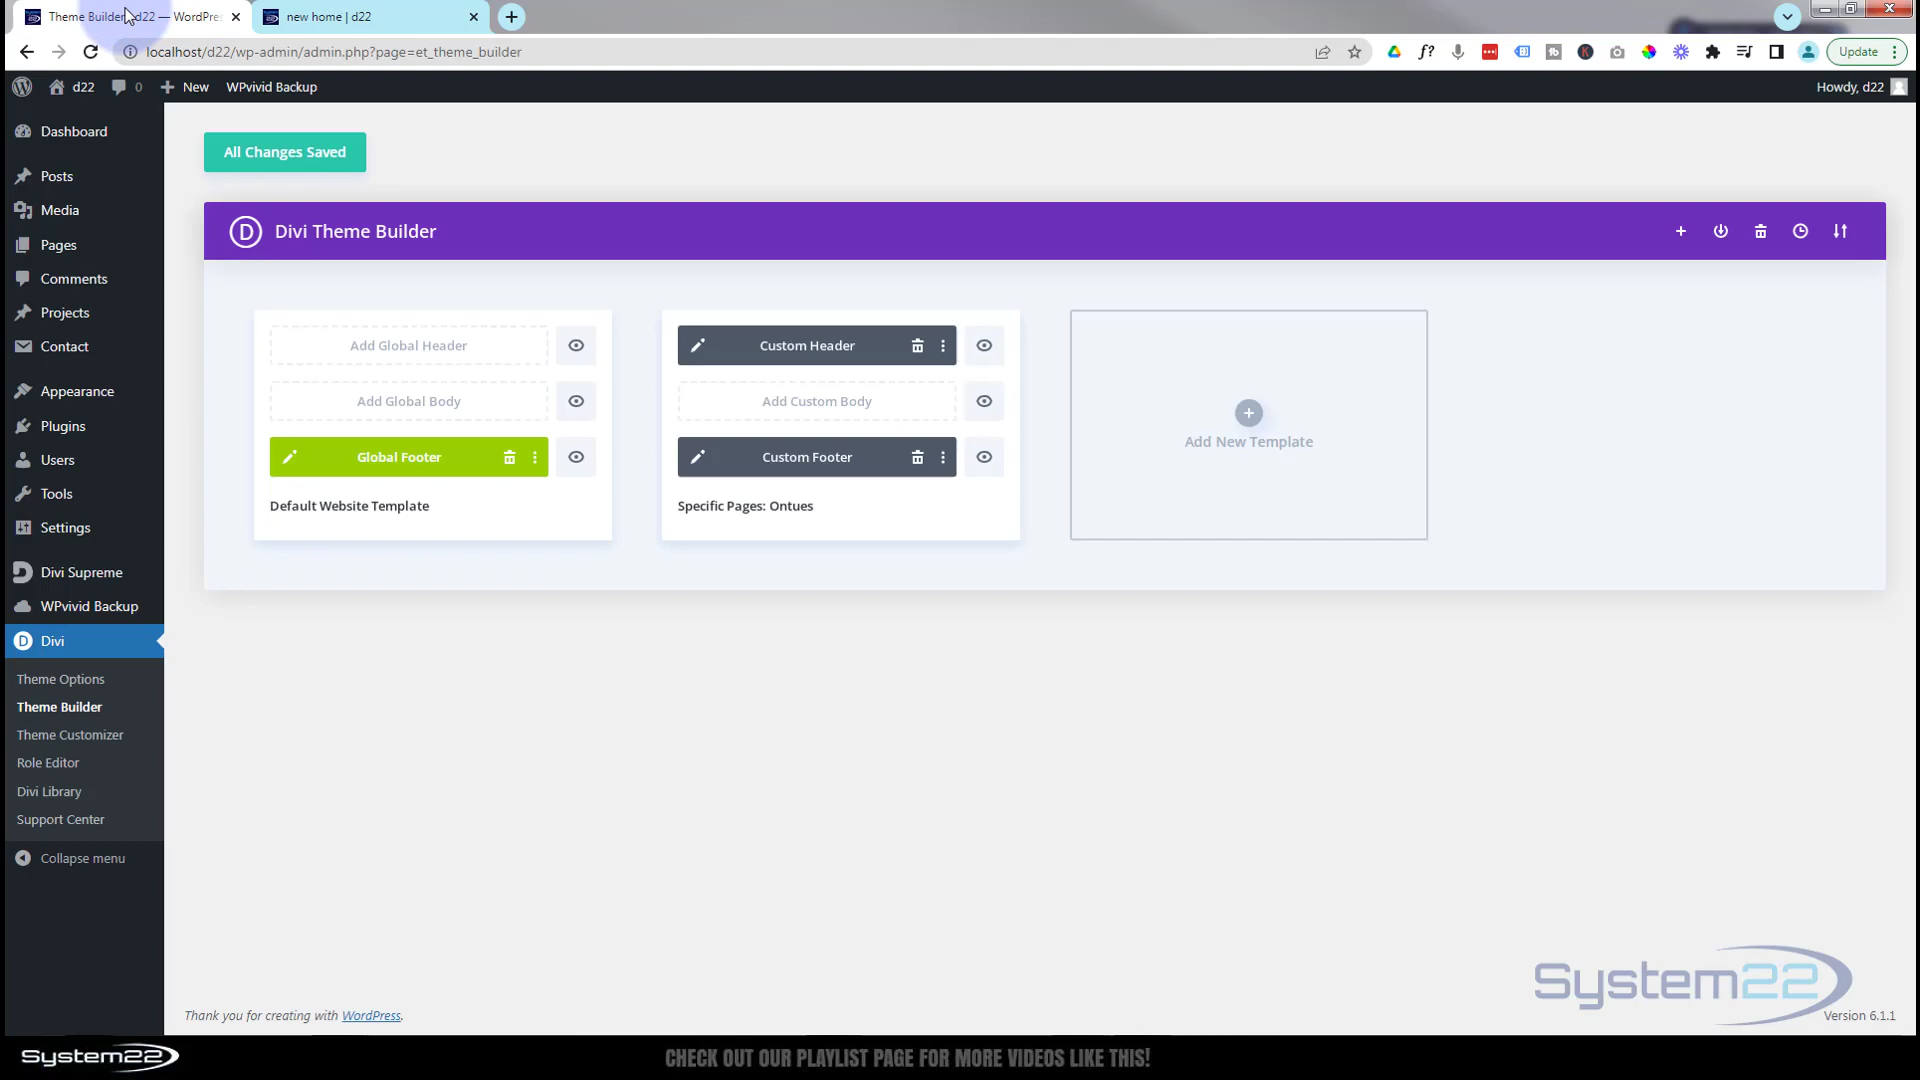 Theme Builder d22 — WordPre
new home | d22
localhost/d22/wp-admin/admin.php?page=et_theme_builder
Update
d22
0
New
WPvivid Backup
Howdy, d22
Dashboard
Posts
Media
Pages
Comments
Projects
Contact
Appearance
Plugins
Users
Tools
Settings
Divi Supreme
WPvivid Backup
Divi
Theme Options
Theme Builder
Theme Customizer
Role Editor
Divi Library
Support Center
Collapse menu
All Changes Saved
Divi Theme Builder
Add Global Header
Add Global Body
Global Footer
Default Website Template
Custom Header
Add Custom Body
Custom Footer
Specific Pages: Ontues
Add New Template
System22
Thank you for creating with WordPress.
Version 6.1.1
System22
CHECK OUT OUR PLAYLIST PAGE FOR MORE VIDEOS LIKE THIS!